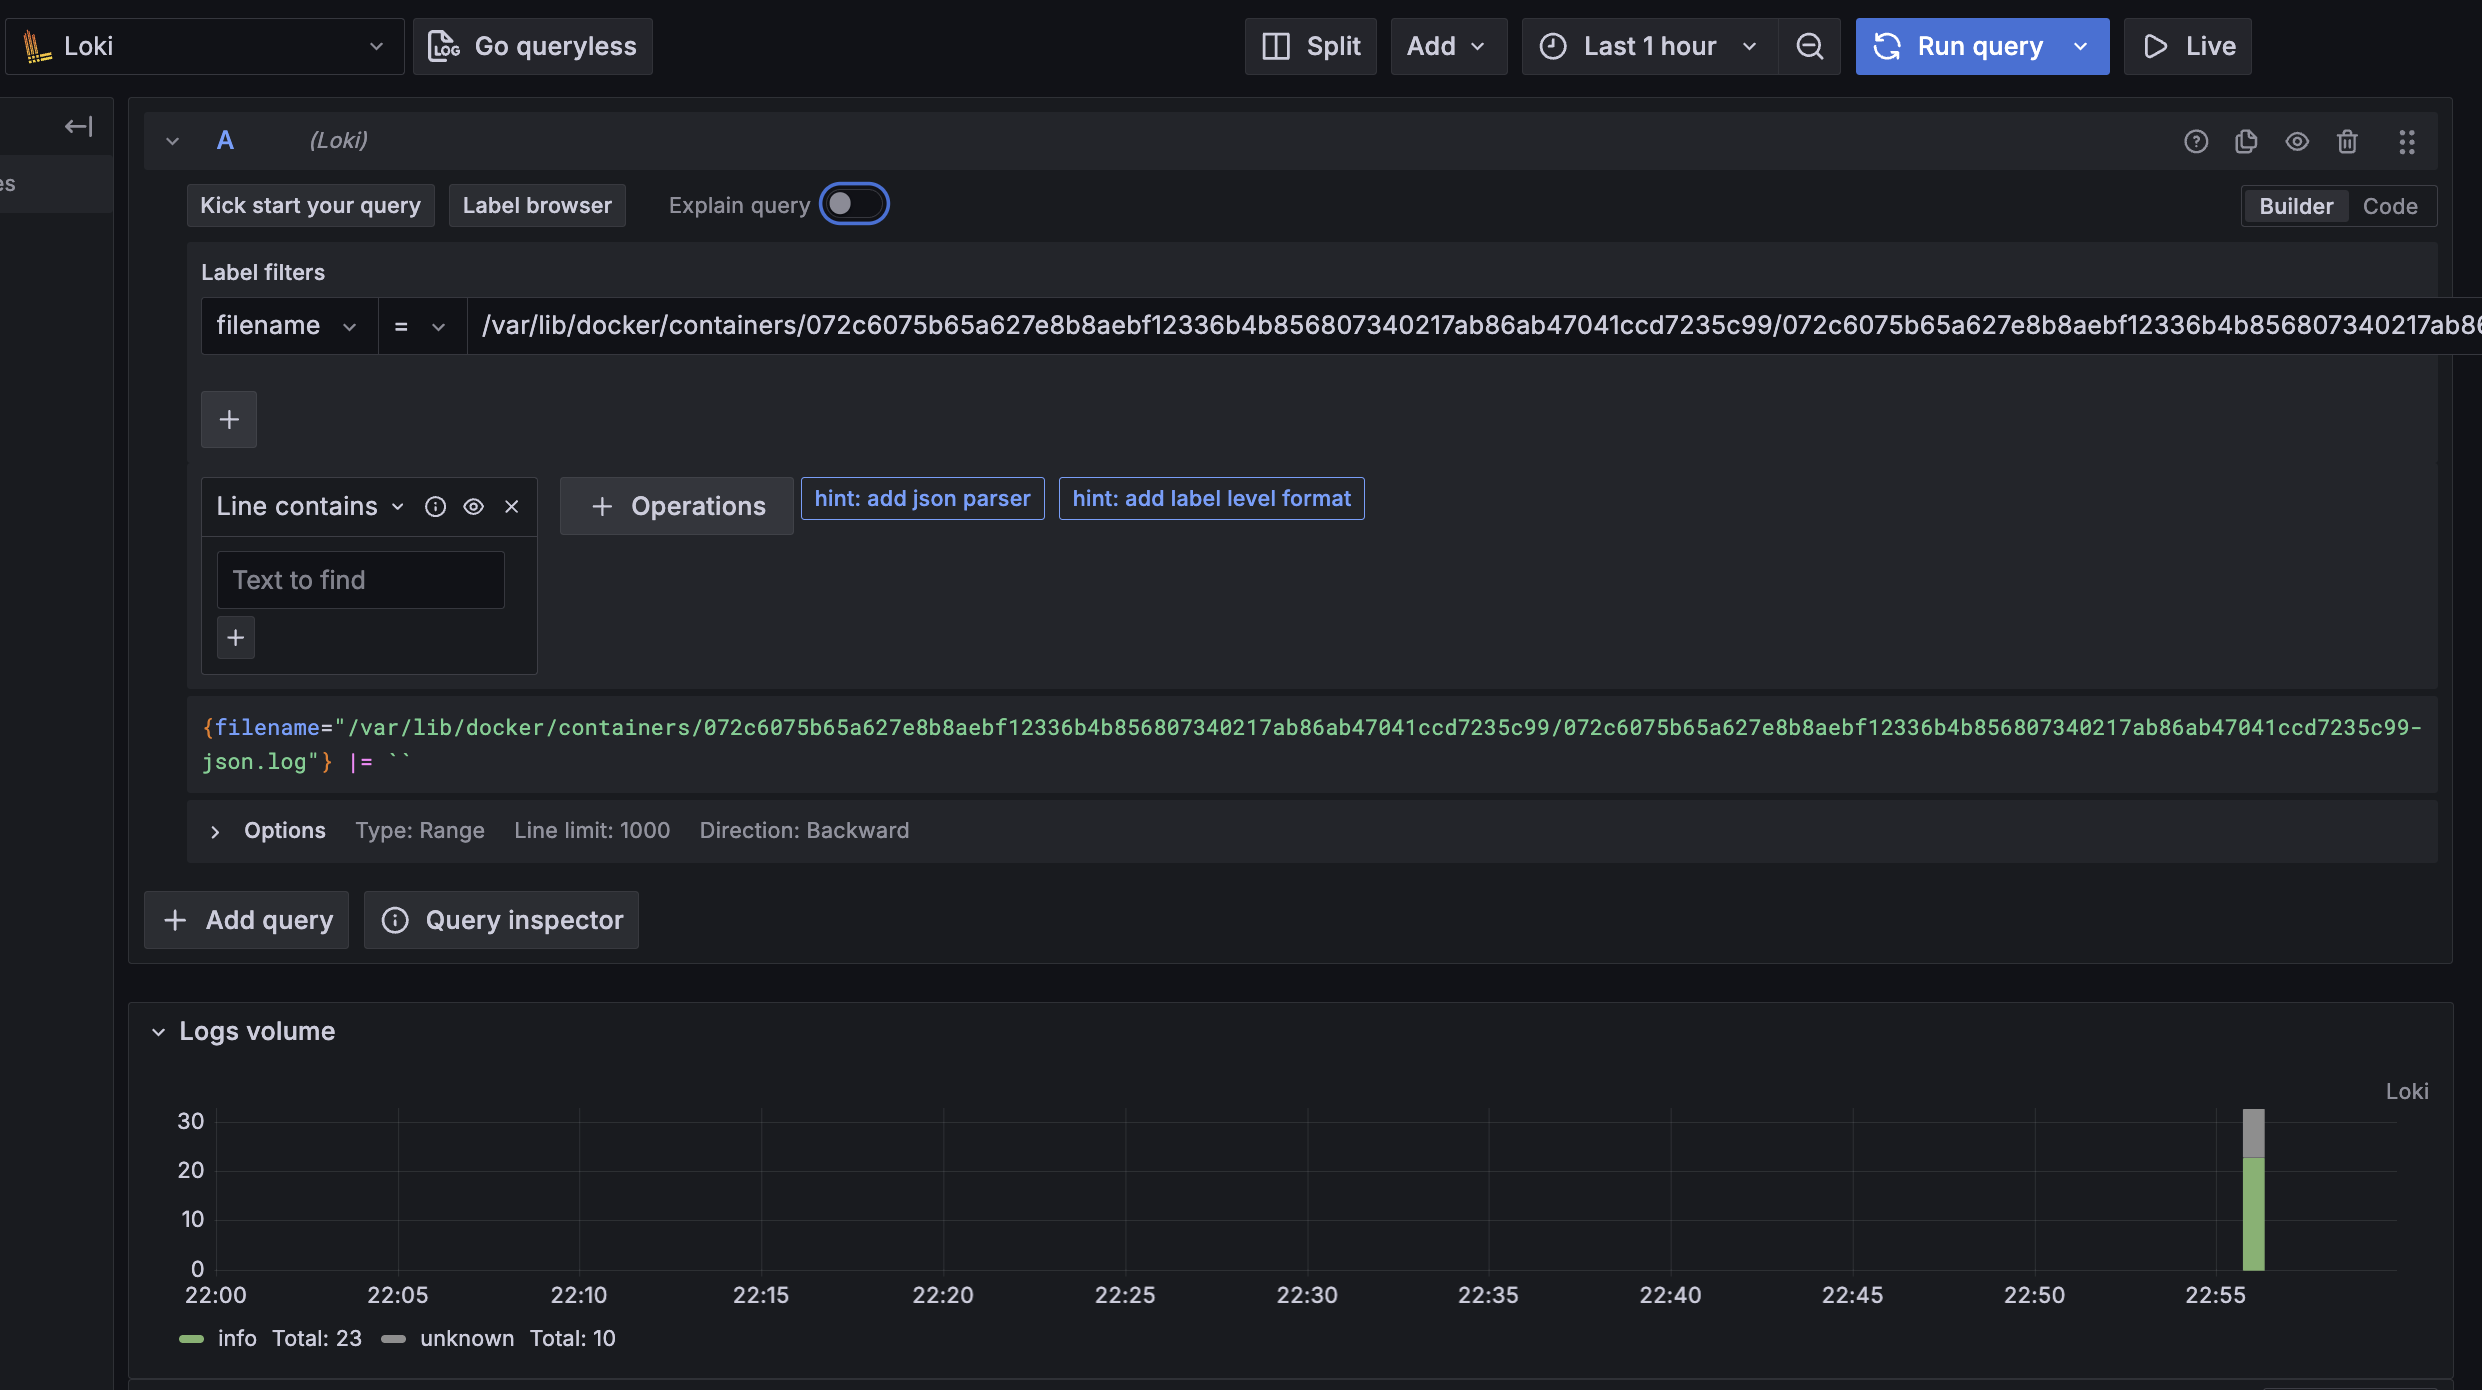 Loki
LOG Go queryless
Split
Add
Last 1 hour
Run query
Live
es
A (Loki)
Kick start your query
Label browser
Explain query
Builder Code
Label filters
filename = /var/lib/docker/containers/072c6075b65a627e8b8aebf12336b4b856807340217ab86ab47041ccd7235c99/072c6075b65a627e8b8aebf12336b4b856807340217ab86
+
Line contains
+ Operations
hint: add json parser
hint: add label level format
Text to find
+
{filename="/var/lib/docker/containers/072c6075b65a627e8b8aebf12336b4b856807340217ab86ab47041ccd7235c99/072c6075b65a627e8b8aebf12336b4b856807340217ab86ab47041ccd7235c99-
json.log"} |= ``
Options Type: Range Line limit: 1000 Direction: Backward
+ Add query
Query inspector
Logs volume
Loki
30
20
10
0
22:00 22:05 22:10 22:15 22:20 22:25 22:30 22:35 22:40 22:45 22:50 22:55
info Total: 23 unknown Total: 10